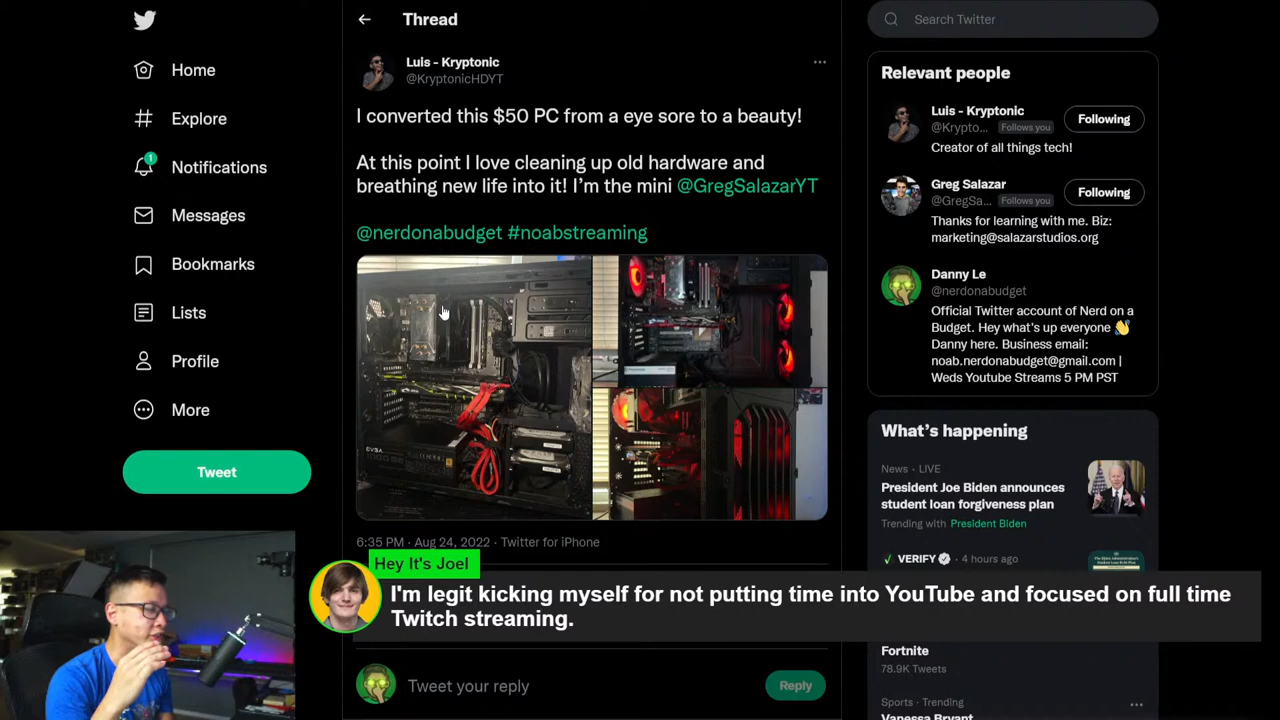 Home
Explore
1
Notifications
Messages
Bookmarks
Lists
Profile
More
Tweet
Thread
Luis - Kryptonic
@KryptonicHDYT
I converted this $50 PC from a eye sore to a beauty!
At this point I love cleaning up old hardware and
breathing new life into it! I'm the mini @GregSalazarYT
@nerdonabudget #noabstreaming
EVGA
6:35 PM · Aug 24, 2022 · Twitter for iPhone
Hey It's Joel
I'm legit kicking myself for not putting time into YouTube and focused on full time
Twitch streaming.
Tweet your reply
Reply
Search Twitter
Relevant people
Luis - Kryptonic
@Krypto... Follows you
Following
Creator of all things tech!
Greg Salazar
@GregSa... Follows you
Following
Thanks for learning with me. Biz:
marketing@salazarstudios.org
Danny Le
@nerdonabudget
Official Twitter account of Nerd on a
Budget. Hey what's up everyone 👋
Danny here. Business email:
noab.nerdonabudget@gmail.com |
Weds Youtube Streams 5 PM PST
What's happening
News · LIVE
President Joe Biden announces
student loan forgiveness plan
Trending with President Biden
VERIFY · 4 hours ago
Fortnite
78.9K Tweets
Sports · Trending
Vanessa Bryant